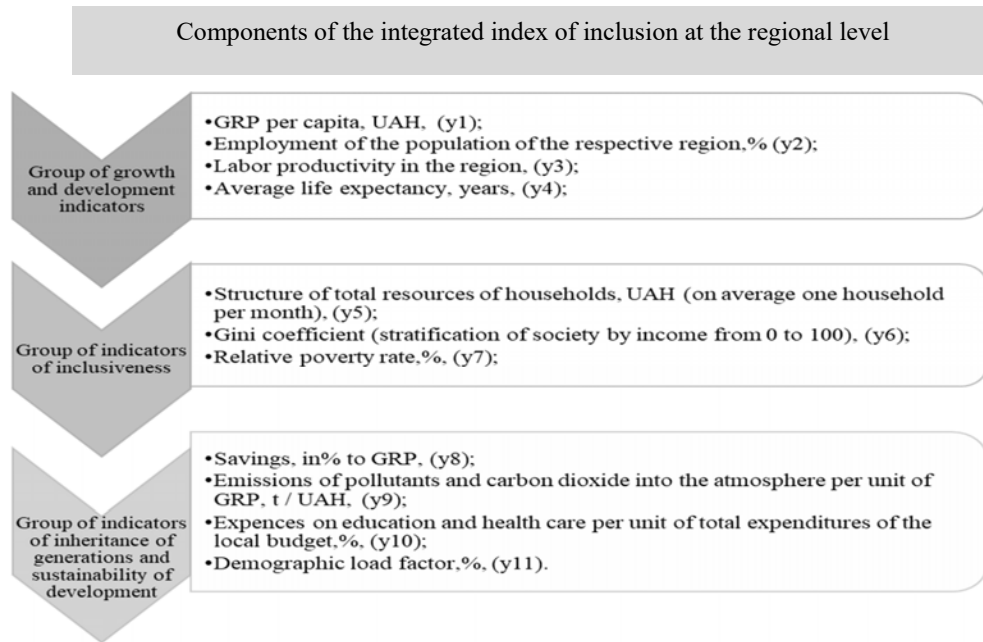 Components of the integrated index of inclusion at the regional level
Group of growth
and development
indicators
•GRP per capita, UAH, (y1);
•Employment of the population of the respective region,% (y2);
•Labor productivity in the region, (y3);
•Average life expectancy, years, (y4);
Group of indicators
of inclusiveness
•Structure of total resources of households, UAH (on average one household
per month), (y5);
•Gini coefficient (stratification of society by income from 0 to 100), (y6);
•Relative poverty rate,%, (y7);
Group of indicators
of inheritance of
generations and
sustainability of
development
•Savings, in% to GRP, (y8);
•Emissions of pollutants and carbon dioxide into the atmosphere per unit of
GRP, t / UAH, (y9);
•Expences on education and health care per unit of total expenditures of the
local budget,%, (y10);
•Demographic load factor,%, (y11).